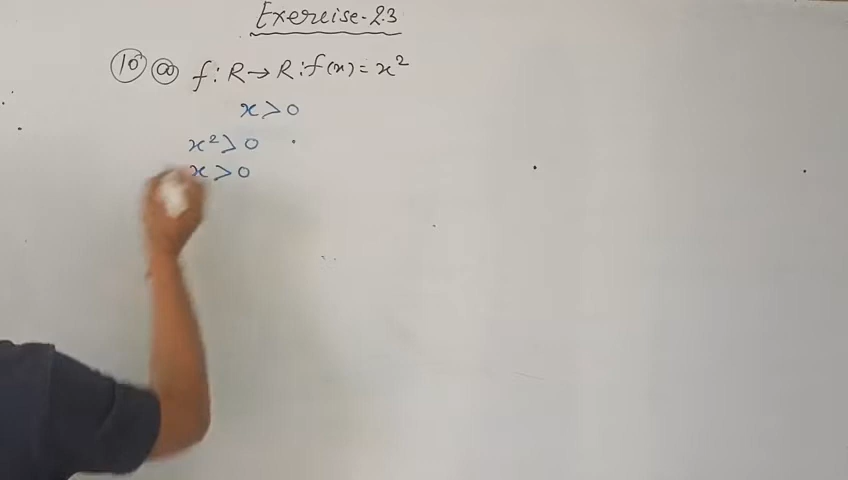 Exercise-2.3
10 a f: R→R: f(x) = x²
x > 0
x² > 0
x > 0